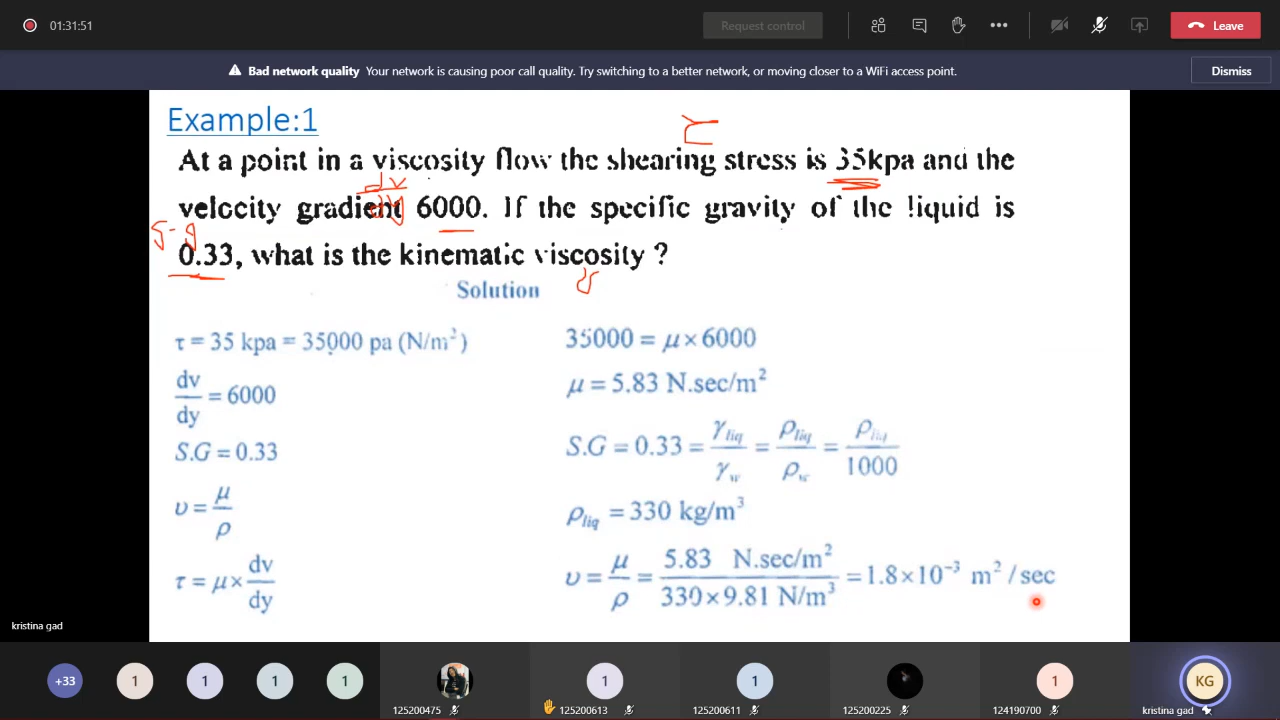 01:31:51
Request control
Leave
Bad network quality Your network is causing poor call quality. Try switching to a better network, or moving closer to a WiFi access point.
Dismiss
Example:1
τ
At a point in a viscosity flow the shearing stress is 35kpa and the
dv/dy
velocity gradient 6000. If the specific gravity of the liquid is
s-g
0.33, what is the kinematic viscosity ?
Solution
τ = 35 kpa = 35000 pa (N/m²)
dv/dy = 6000
S.G = 0.33
υ = μ/ρ
τ = μ× dv/dy
35000 = μ×6000
μ = 5.83 N.sec/m²
S.G = 0.33 = γliq/γw = ρliq/ρw = ρliq/1000
ρliq = 330 kg/m³
υ = μ/ρ = 5.83 N.sec/m² / 330×9.81 N/m³ = 1.8×10⁻³ m²/sec
kristina gad
+33
1
1
1
1
125200475
1
125200613
1
125200611
125200225
1
124190700
KG
kristina gad